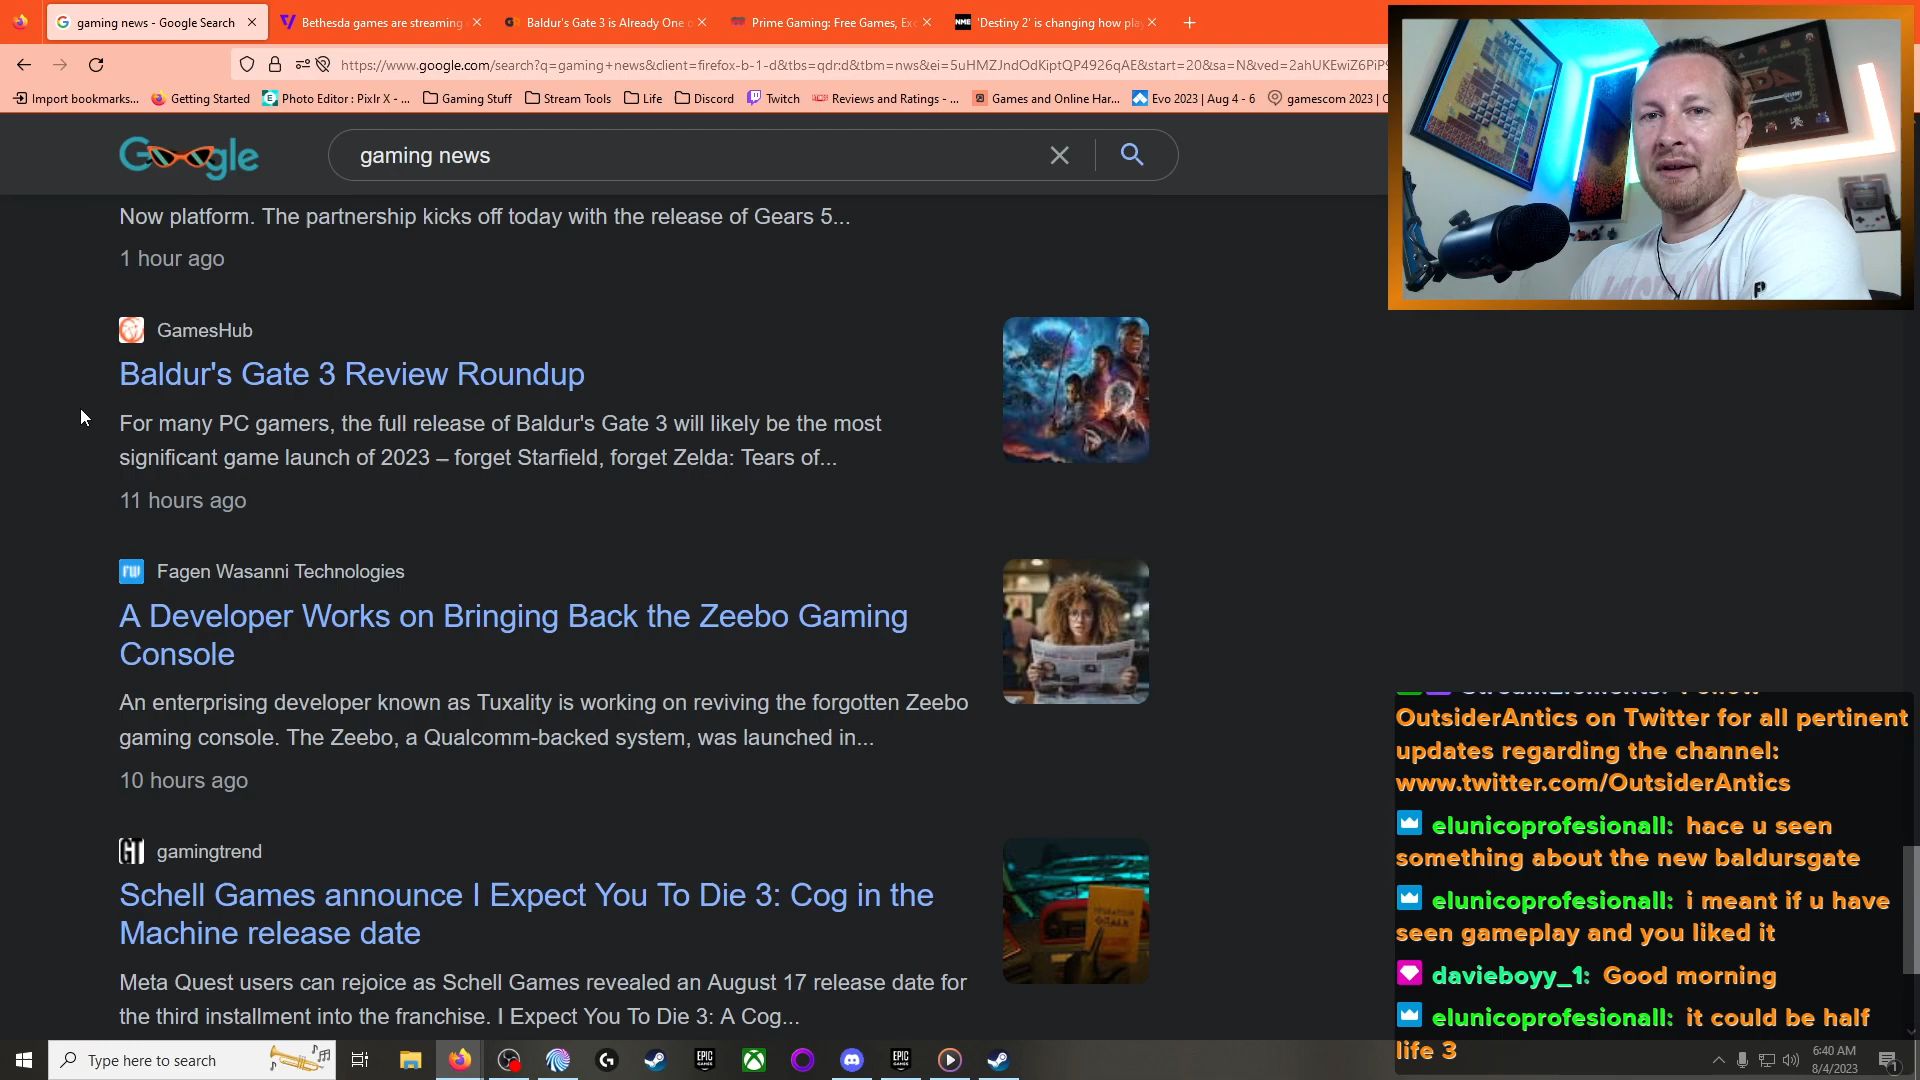 gaming news - Google Search
Bethesda games are streaming
Baldur's Gate 3 is Already One o
Prime Gaming: Free Games, Exc
NME
'Destiny 2' is changing how play
https://www.google.com/search?q=gaming+news&client=firefox-b-1-d&tbs=qdr:d&tbm=nws&ei=5uHMZJndOdKiptQP4926qAE&start=20&sa=N&ved=2ahUKEwiZ6PiP9
Import bookmarks...
Getting Started
Photo Editor : Pixlr X - ...
Gaming Stuff
Stream Tools
Life
Discord
Twitch
Reviews and Ratings - ...
Games and Online Har...
Evo 2023 | Aug 4 - 6
gamescom 2023 | C
Google
gaming news
Now platform. The partnership kicks off today with the release of Gears 5...
1 hour ago
GamesHub
Baldur's Gate 3 Review Roundup
For many PC gamers, the full release of Baldur's Gate 3 will likely be the most
significant game launch of 2023 – forget Starfield, forget Zelda: Tears of...
11 hours ago
Fagen Wasanni Technologies
A Developer Works on Bringing Back the Zeebo Gaming
Console
An enterprising developer known as Tuxality is working on reviving the forgotten Zeebo
gaming console. The Zeebo, a Qualcomm-backed system, was launched in...
10 hours ago
GT gamingtrend
Schell Games announce I Expect You To Die 3: Cog in the
Machine release date
Meta Quest users can rejoice as Schell Games revealed an August 17 release date for
the third installment into the franchise. I Expect You To Die 3: A Cog...
OutsiderAntics on Twitter for all pertinent
updates regarding the channel:
www.twitter.com/OutsiderAntics
elunicoprofesionall: hace u seen
something about the new baldursgate
elunicoprofesionall: i meant if u have
seen gameplay and you liked it
davieboyy_1: Good morning
elunicoprofesionall: it could be half
life 3
Type here to search
EPIC GAMES
EPIC GAMES
6:40 AM
8/4/2023
1